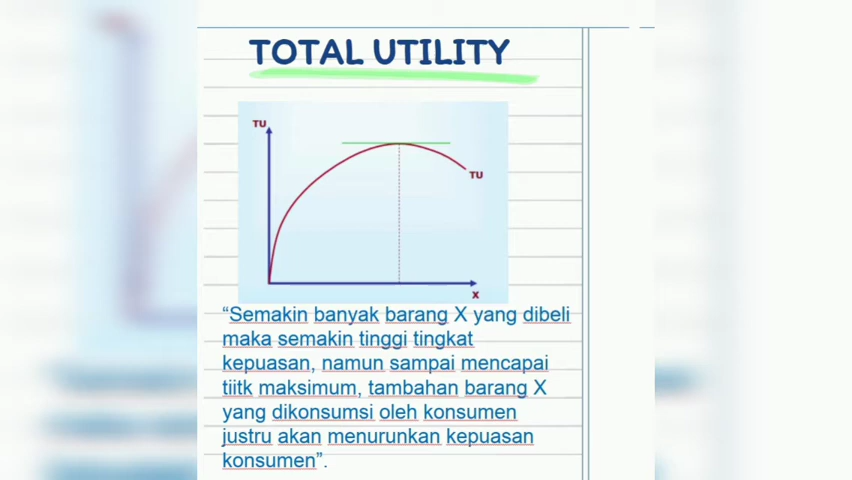 TOTAL UTILITY
TU
TU
X
“Semakin banyak barang X yang dibeli
maka semakin tinggi tingkat
kepuasan, namun sampai mencapai
tiitk maksimum, tambahan barang X
yang dikonsumsi oleh konsumen
justru akan menurunkan kepuasan
konsumen”.